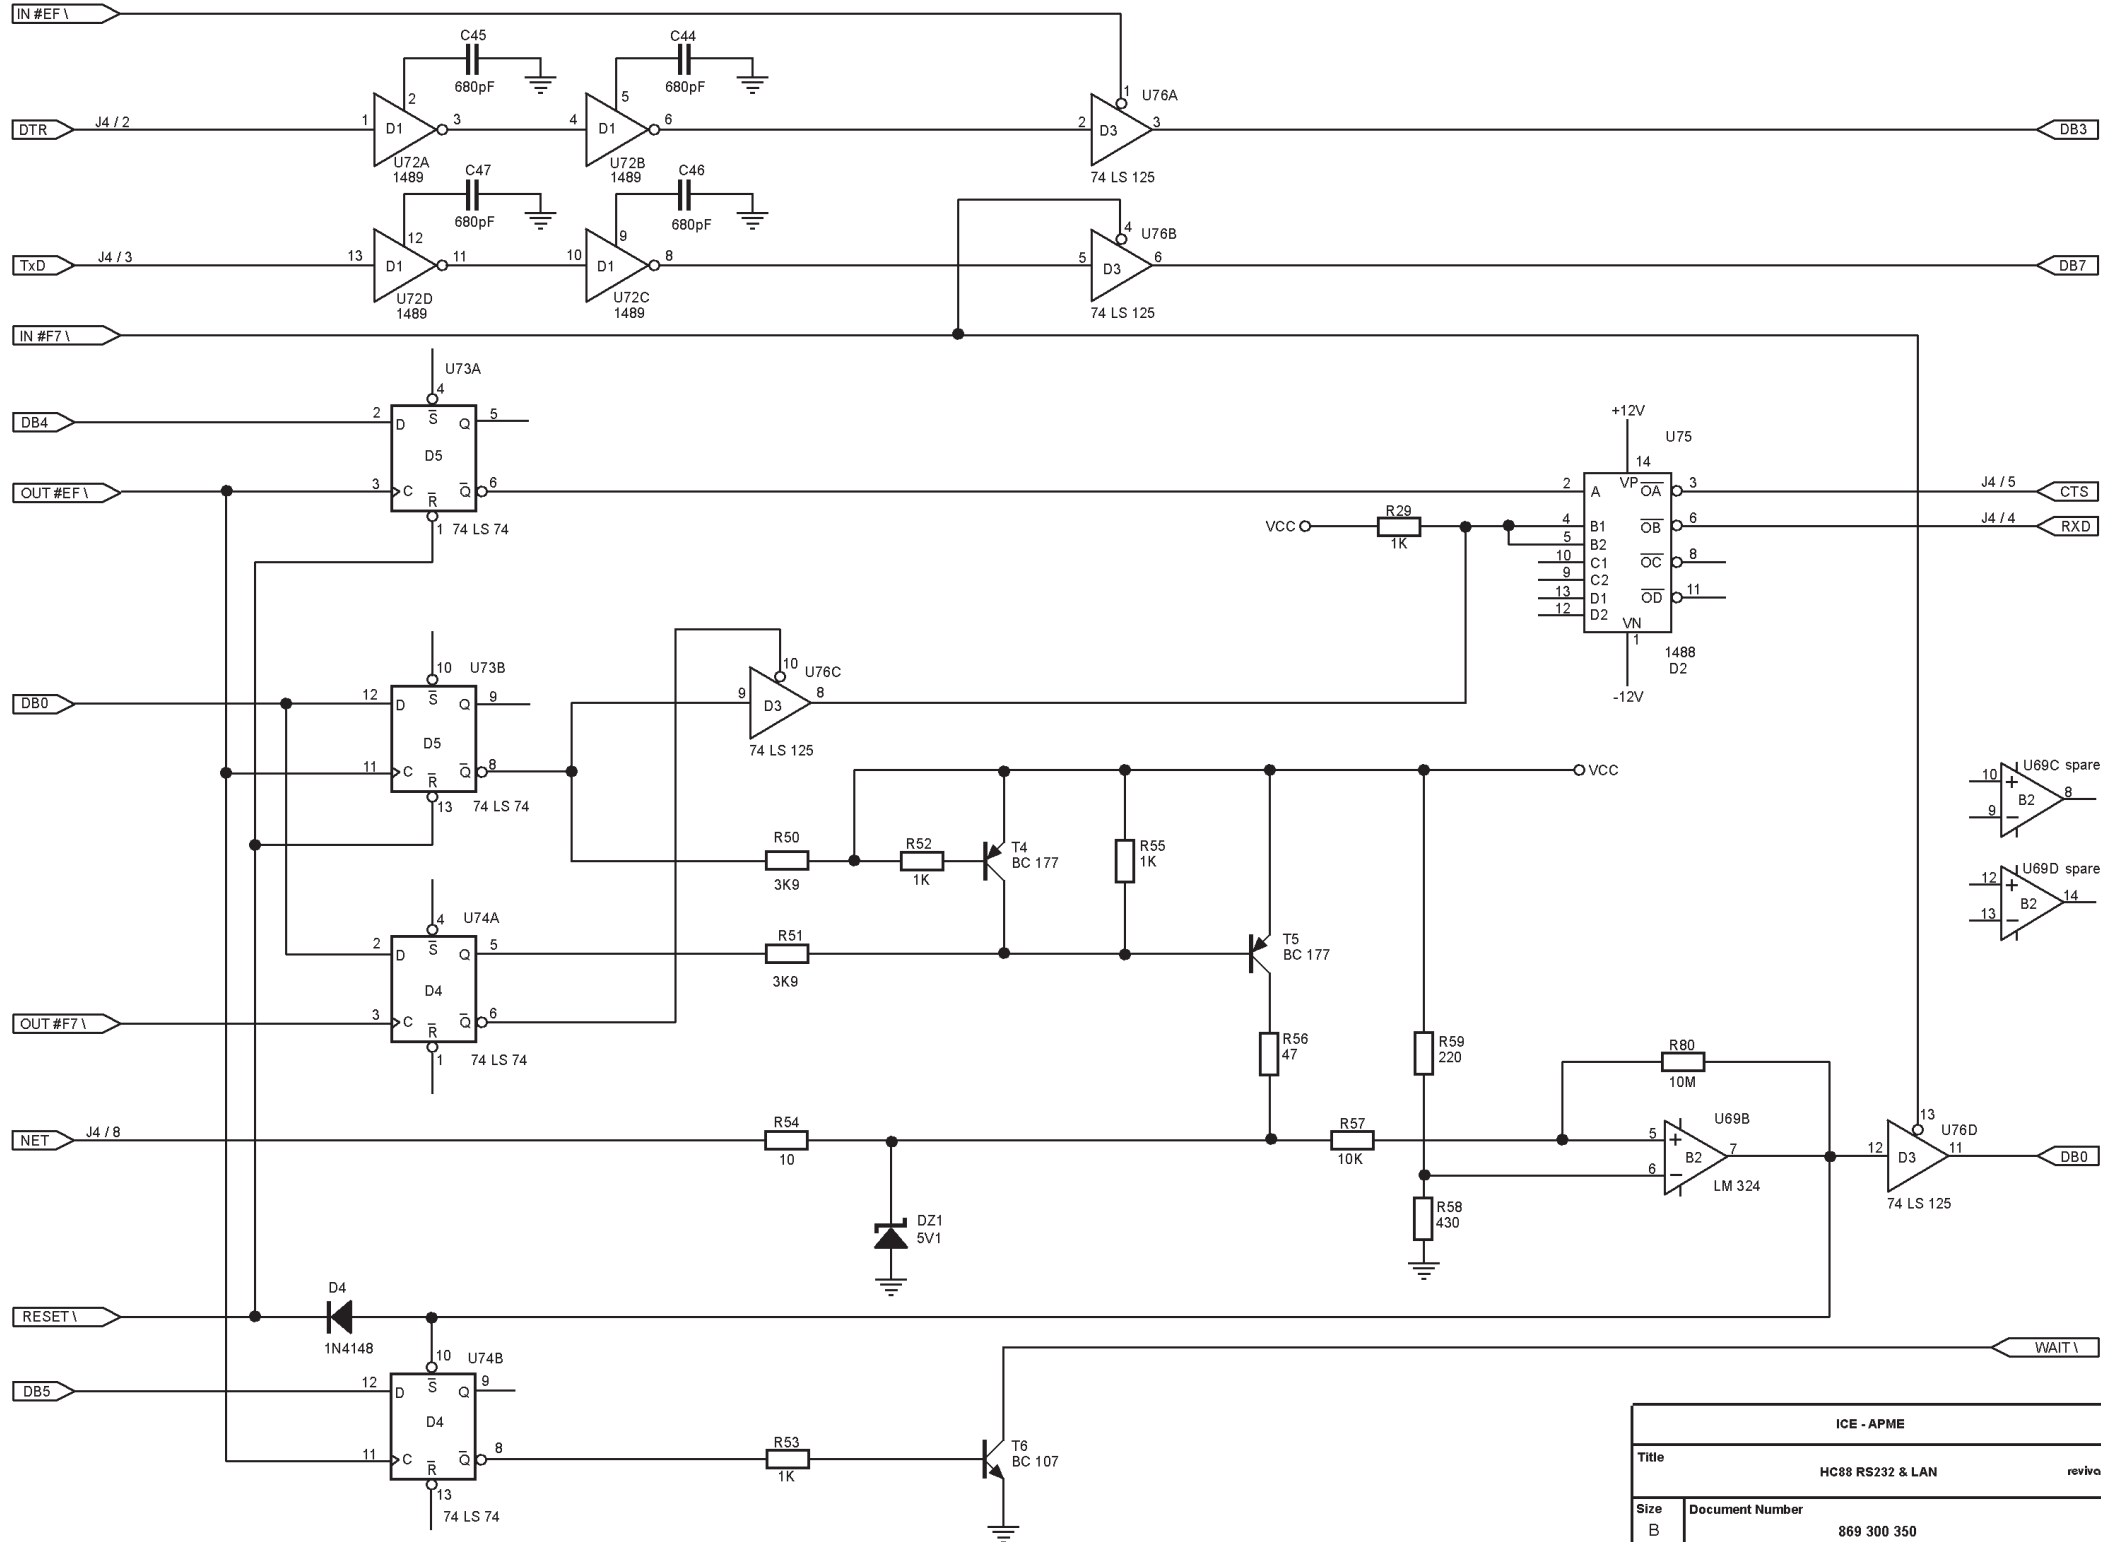 IN #EF \
C45
680pF
C44
680pF
1 U76A
DTR J4 / 2 1 D1 2 3 4 D1 5 6 2 D3 3 DB3
U72A
1489
U72B
1489
74 LS 125
C47
680pF
C46
680pF
4 U76B
TxD J4 / 3 13 D1 12 11 10 D1 9 8 5 D3 6 DB7
U72D
1489
U72C
1489
74 LS 125
IN #F7 \
U73A
4
DB4 2 D S Q 5
D5
OUT #EF \ 3 C R Q 6
1 74 LS 74
+12V
U75
14
VP
2 A OA 3 J4 / 5 CTS
VCC R29 1K
4 B1 OB 6 J4 / 4 RXD
5 B2
10 C1 OC 8
9 C2
13 D1 OD 11
12 D2
VN
1
1488
D2
-12V
10 U73B
DB0 12 D S Q 9
D5
11 C R Q 8
13 74 LS 74
10 U76C
9 D3 8
74 LS 125
VCC
R50
3K9
R52
1K
T4
BC 177
R55
1K
U69C spare
10 + B2 8
9 −
U69D spare
12 + B2 14
13 −
4 U74A
2 D S Q 5
D4
OUT #F7 \ 3 C R Q 6
1 74 LS 74
R51
3K9
T5
BC 177
R56
47
R59
220
R80
10M
NET J4 / 8
R54
10
R57
10K
U69B
5 + B2 7
6 −
LM 324
13 U76D
12 D3 11 DB0
74 LS 125
DZ1
5V1
R58
430
RESET \
D4
1N4148
WAIT \
10 U74B
DB5 12 D S Q 9
D4
11 C R Q 8
13
74 LS 74
R53
1K
T6
BC 107
ICE - APME
Title
HC88 RS232 & LAN
Size
B
Document Number
869 300 350